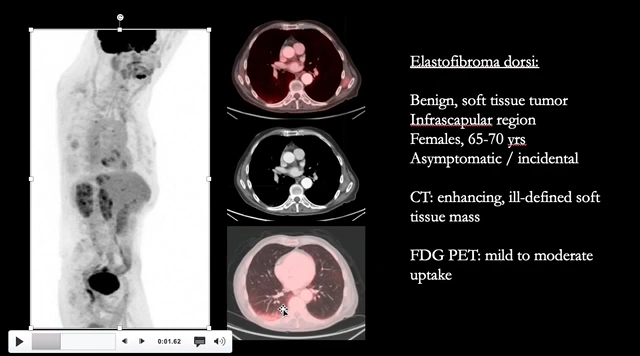 Elastofibroma dorsi:
Benign, soft tissue tumor
Infrascapular region
Females, 65-70 yrs
Asymptomatic / incidental
CT: enhancing, ill-defined soft
tissue mass
FDG PET: mild to moderate
uptake
0:01.62